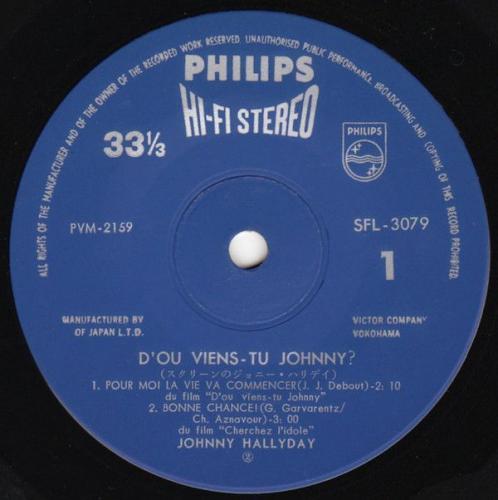 ALL RIGHTS OF THE MANUFACTURER AND OF THE OWNER OF THE RECORDED WORK RESERVED. UNAUTHORISED PUBLIC PERFORMANCE, BROADCASTING AND COPYING OF THIS RECORD PROHIBITED.
PHILIPS
HI-FI STEREO
33⅓
PHILIPS
PVM-2159
SFL-3079
1
MANUFACTURED BY VICTOR COMPANY
OF JAPAN L.T.D. YOKOHAMA
D'OU VIENS-TU JOHNNY?
(スクリーンのジョニー・ハリデイ)
1. POUR MOI LA VIE VA COMMENCER(J. J. Debout)-2: 10
du film "D'ou viens-tu Johnny"
2. BONNE CHANCE!(G. Garvarentz/
Ch. Aznavour)-3: 00
du film "Cherchez l'idole"
JOHNNY HALLYDAY